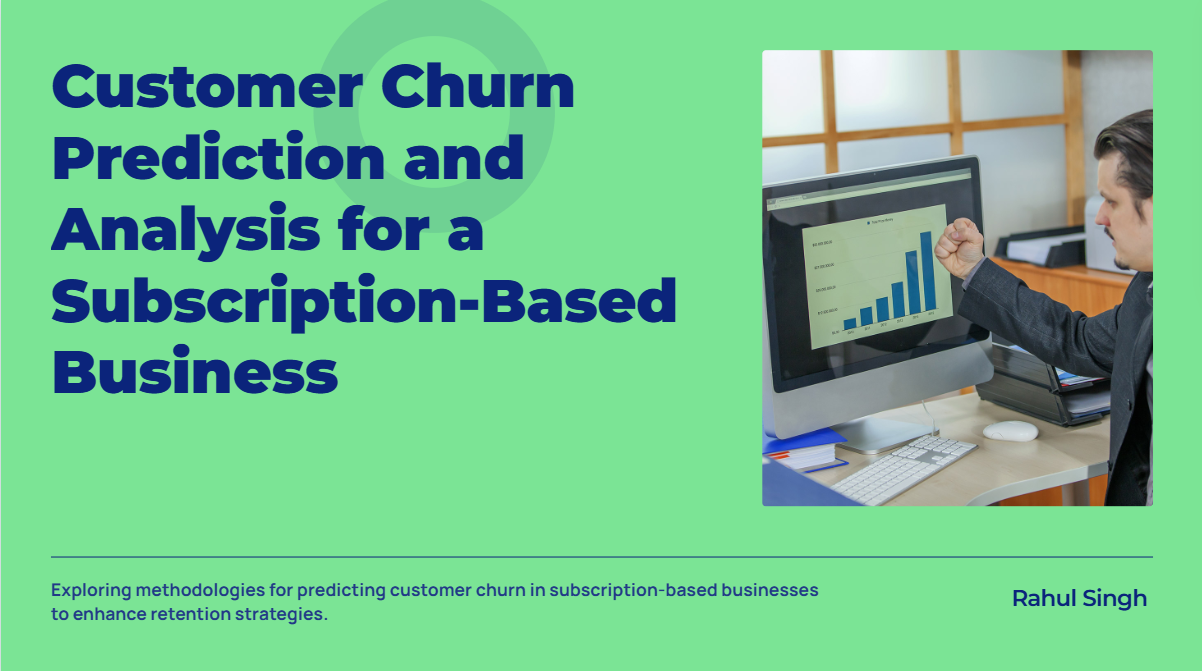 Customer Churn
Prediction and
Analysis for a
Subscription-Based
Business
Exploring methodologies for predicting customer churn in subscription-based businesses
to enhance retention strategies.
Rahul Singh